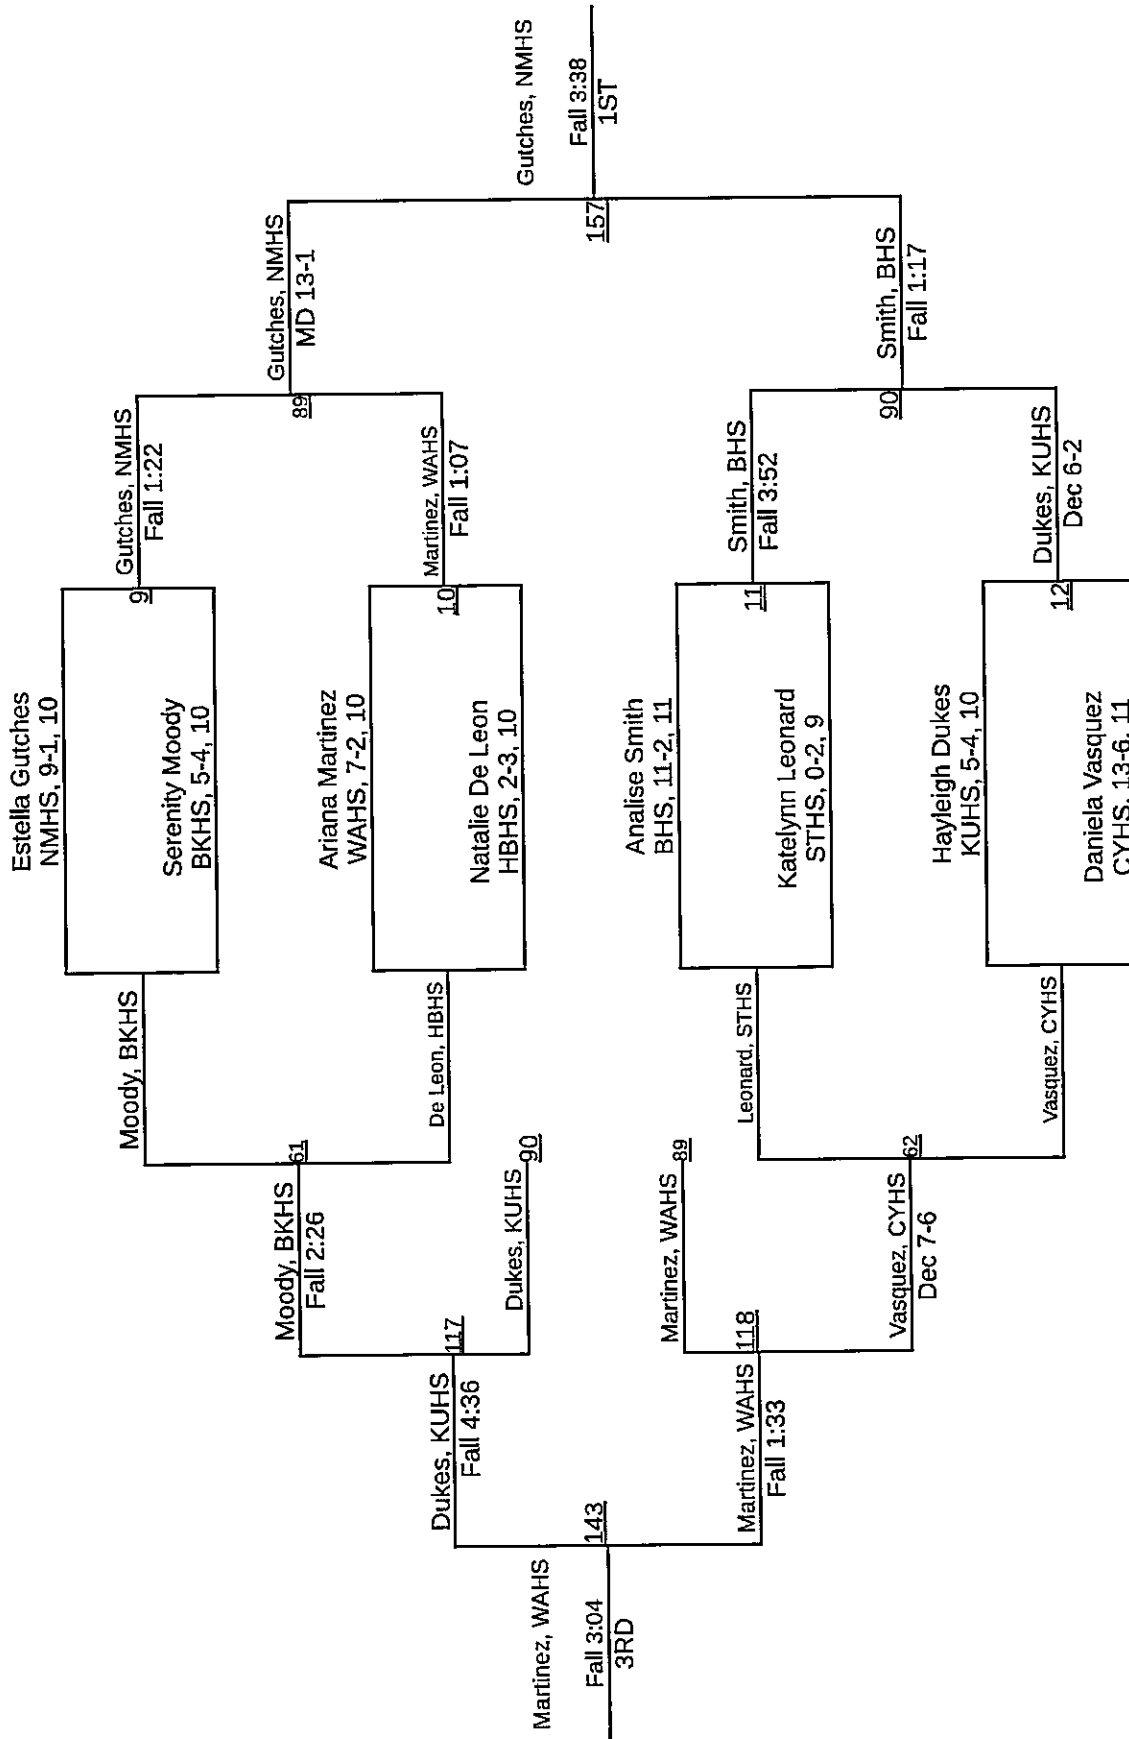 Estella Gutches
NMHS, 9-1, 10
Serenity Moody
BKHS, 5-4, 10
Ariana Martinez
WAHS, 7-2, 10
Natalie De Leon
HBHS, 2-3, 10
Analise Smith
BHS, 11-2, 11
Katelynn Leonard
STHS, 0-2, 9
Hayleigh Dukes
KUHS, 5-4, 10
Daniela Vasquez
CYHS, 13-6, 11
9
Gutches, NMHS
Fall 1:22
10
Martinez, WAHS
Fall 1:07
11
Smith, BHS
Fall 3:52
12
Dukes, KUHS
Dec 6-2
89
Gutches, NMHS
MD 13-1
90
Smith, BHS
Fall 1:17
157
Gutches, NMHS
Fall 3:38
1ST
Moody, BKHS
De Leon, HBHS
Leonard, STHS
Vasquez, CYHS
61
Moody, BKHS
Fall 2:26
90
Dukes, KUHS
89
Martinez, WAHS
62
Vasquez, CYHS
Dec 7-6
117
Dukes, KUHS
Fall 4:36
118
Martinez, WAHS
Fall 1:33
143
Martinez, WAHS
Fall 3:04
3RD